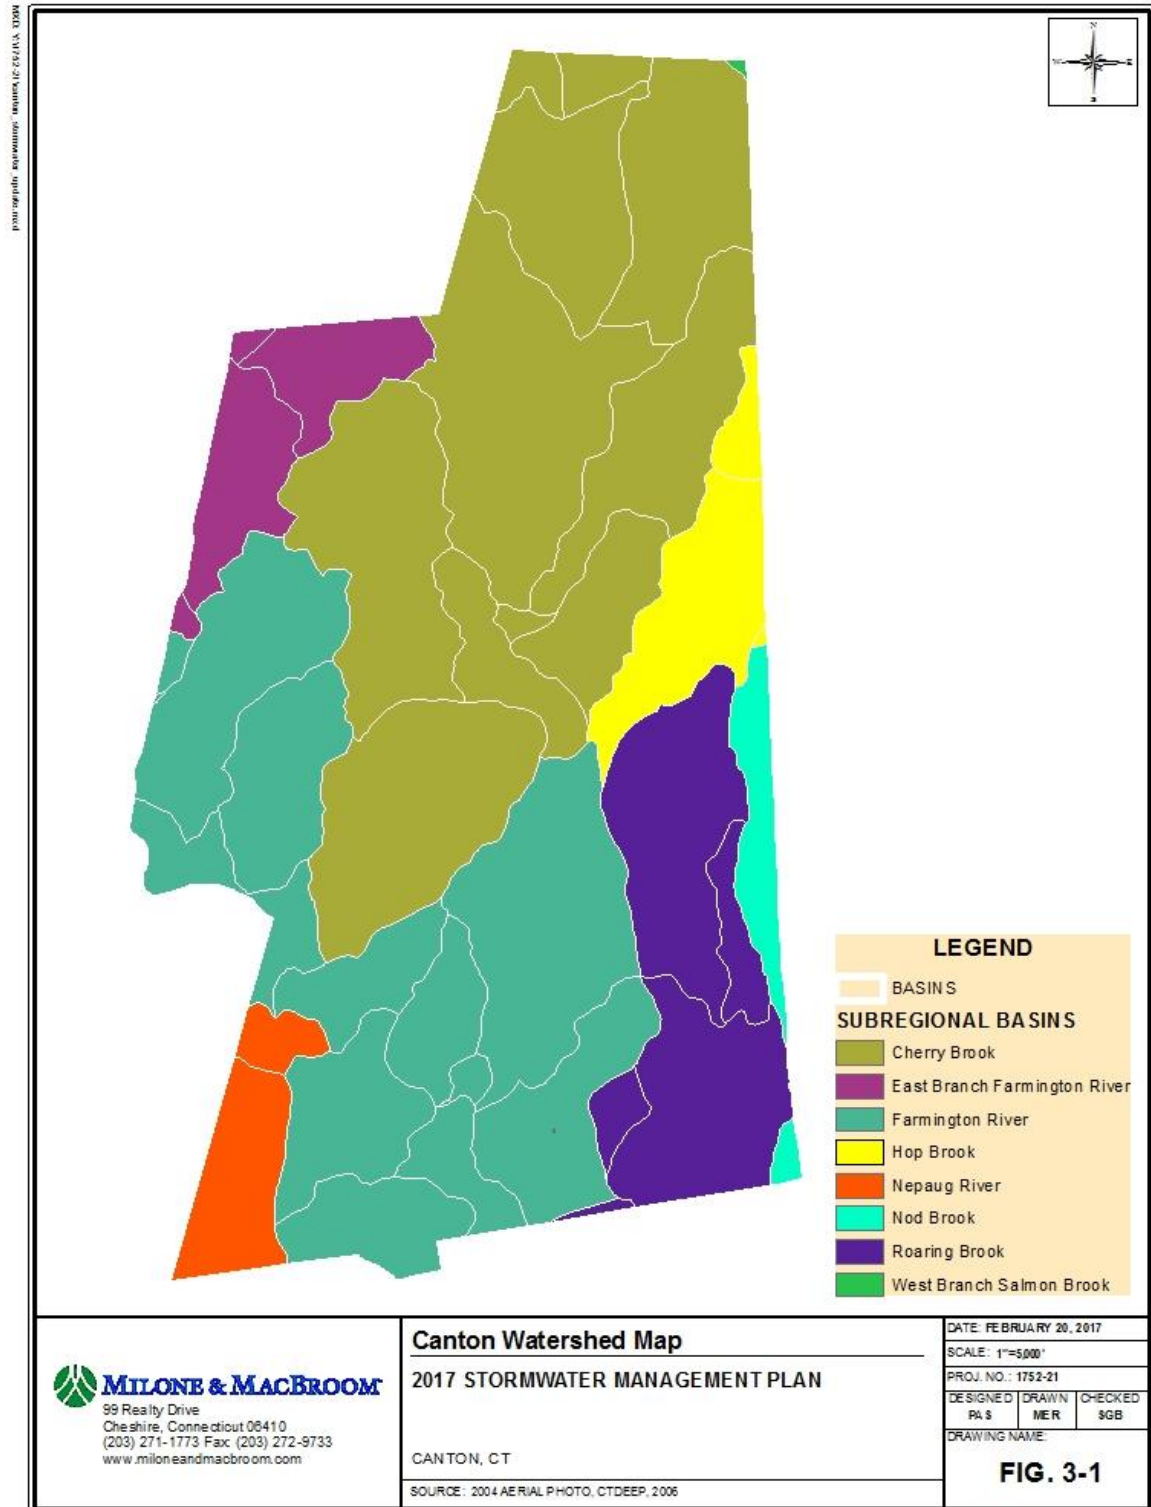 LEGEND
BASINS
SUBREGIONAL BASINS
Cherry Brook
East Branch Farmington River
Farmington River
Hop Brook
Nepaug River
Nod Brook
Roaring Brook
West Branch Salmon Brook
MILONE & MACBROOM
99 Realty Drive
Cheshire, Connecticut 06410
(203) 271-1773 Fax: (203) 272-9733
www.miloneandmacbroom.com
Canton Watershed Map
2017 STORMWATER MANAGEMENT PLAN
CANTON, CT
SOURCE: 2004 AERIAL PHOTO, CTDEEP, 2006
DATE: FEBRUARY 20, 2017
SCALE: 1"=5,000'
PROJ. NO.: 1752-21
DESIGNED DRAWN CHECKED
PAS MER SGB
DRAWING NAME:
FIG. 3-1